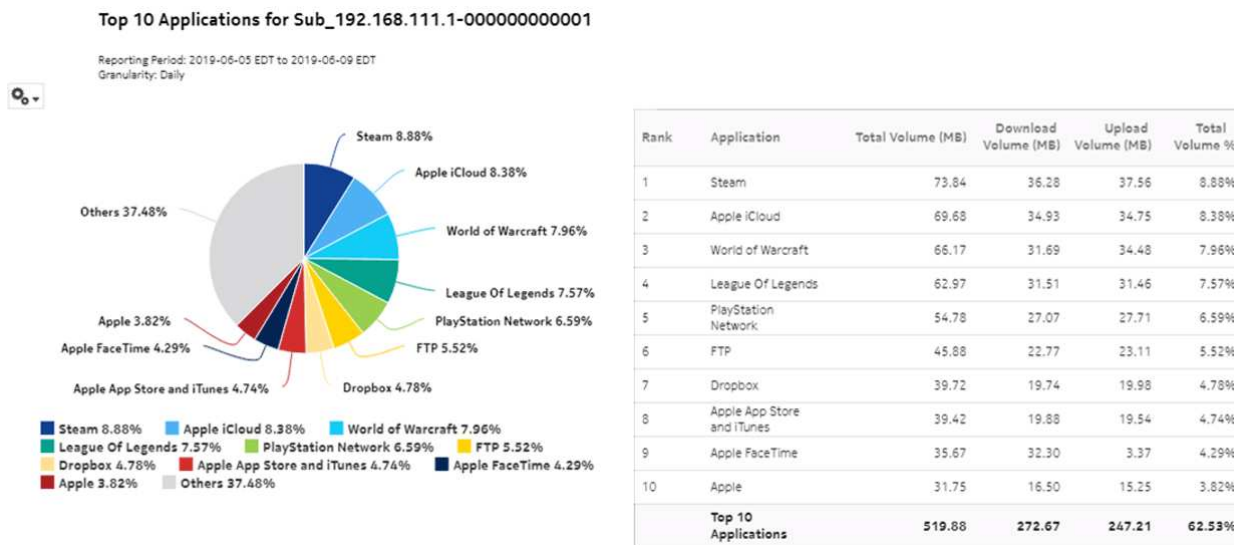 Top 10 Applications for Sub_192.168.111.1-000000000001
Reporting Period: 2019-06-05 EDT to 2019-06-09 EDT
Granularity: Daily
Steam 8.88%
Apple iCloud 8.38%
Others 37.48%
World of Warcraft 7.96%
League Of Legends 7.57%
Apple 3.82%
PlayStation Network 6.59%
Apple FaceTime 4.29%
FTP 5.52%
Apple App Store and iTunes 4.74%
Dropbox 4.78%
Steam 8.88% Apple iCloud 8.38% World of Warcraft 7.96%
League Of Legends 7.57% PlayStation Network 6.59% FTP 5.52%
Dropbox 4.78% Apple App Store and iTunes 4.74% Apple FaceTime 4.29%
Apple 3.82% Others 37.48%
Rank Application Total Volume (MB) Download Volume (MB) Upload Volume (MB) Total Volume %
1 Steam 73.84 36.28 37.56 8.88%
2 Apple iCloud 69.68 34.93 34.75 8.38%
3 World of Warcraft 66.17 31.69 34.48 7.96%
4 League Of Legends 62.97 31.51 31.46 7.57%
5 PlayStation Network 54.78 27.07 27.71 6.59%
6 FTP 45.88 22.77 23.11 5.52%
7 Dropbox 39.72 19.74 19.98 4.78%
8 Apple App Store and iTunes 39.42 19.88 19.54 4.74%
9 Apple FaceTime 35.67 32.30 3.37 4.29%
10 Apple 31.75 16.50 15.25 3.82%
Top 10 Applications 519.88 272.67 247.21 62.53%